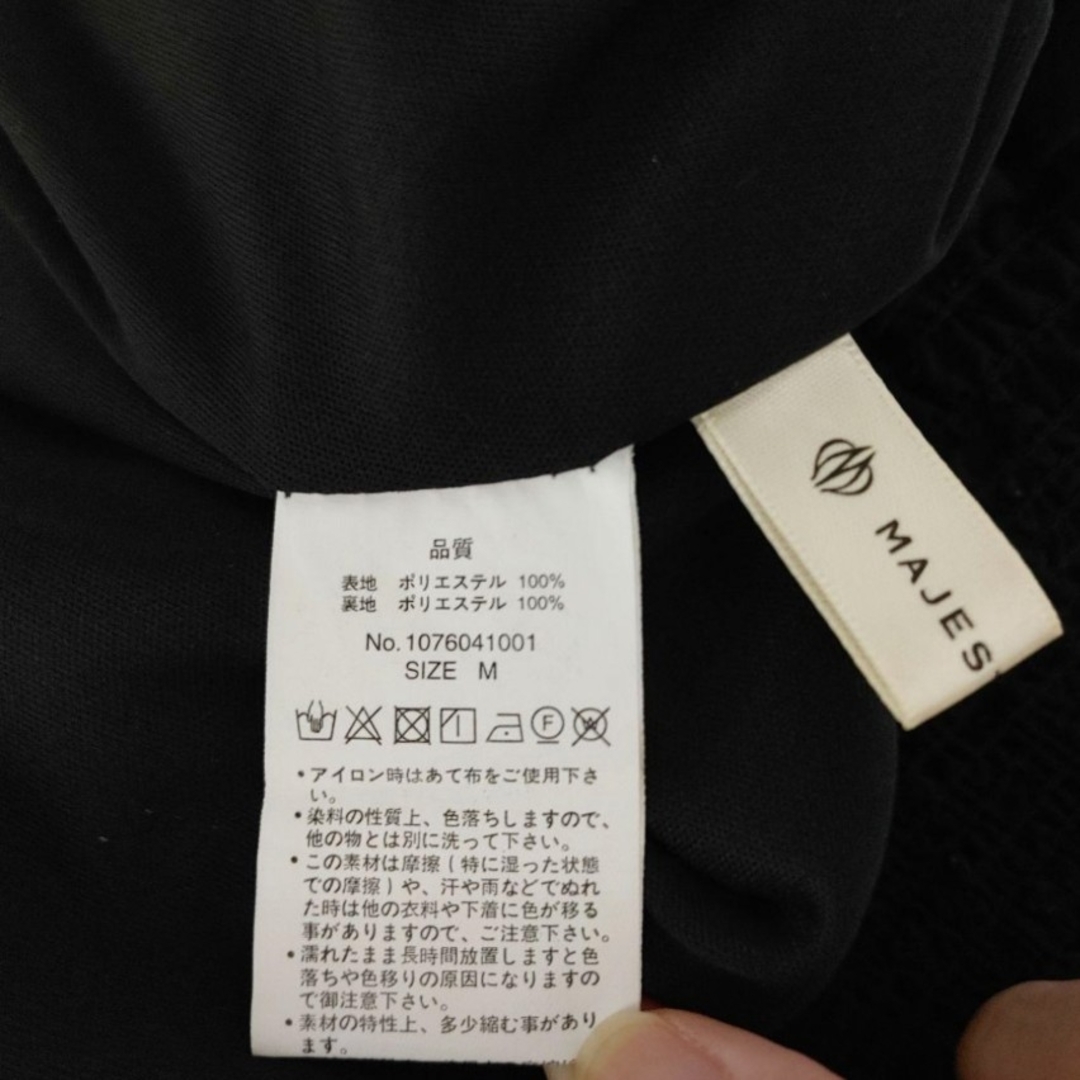 品質
表地 ポリエステル 100%
裏地 ポリエステル 100%
No.1076041001
SIZE M
F
W
・アイロン時はあて布をご使用下さ
い。
・染料の性質上、色落ちしますので、
他の物とは別に洗って下さい。
・この素材は摩擦(特に湿った状態
での摩擦)や、汗や雨などでぬれ
た時は他の衣料や下着に色が移る
事がありますので、ご注意下さい。
・濡れたまま長時間放置しますと色
落ちや色移りの原因になりますの
で御注意下さい。
・素材の特性上、多少縮む事があり
ます。
MAJES